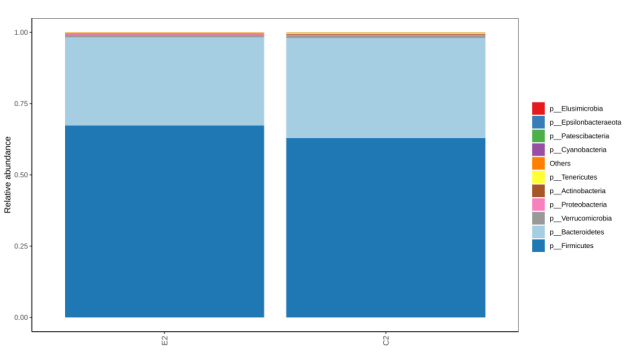 Relative abundance
1.00
0.75
0.50
0.25
0.00
E2
C2
p__Elusimicrobia
p__Epsilonbacteraeota
p__Patescibacteria
p__Cyanobacteria
Others
p__Tenericutes
p__Actinobacteria
p__Proteobacteria
p__Verrucomicrobia
p__Bacteroidetes
p__Firmicutes